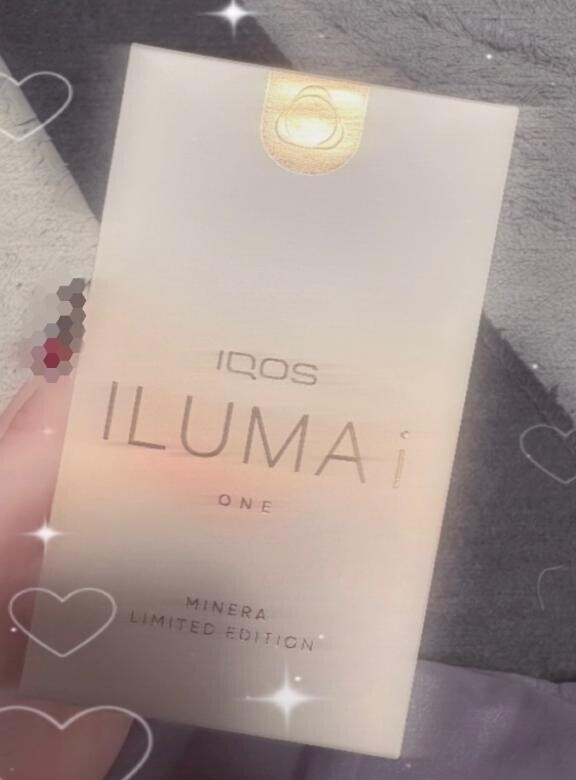 IQOS
ILUMA i
ONE
MINERA
LIMITED EDITION